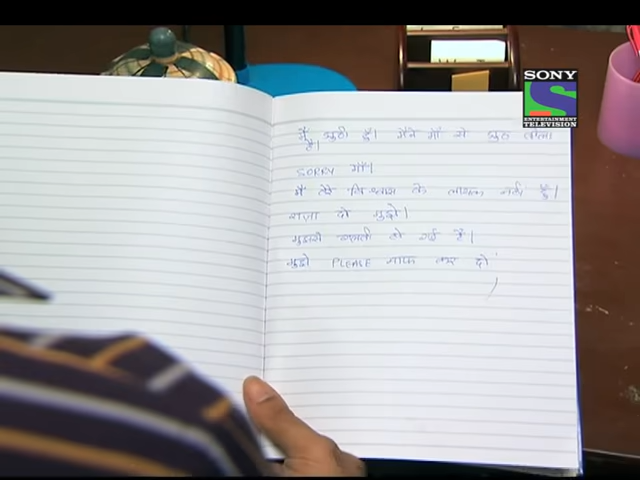 SONY
ENTERTAINMENT
TELEVISION
मैं झूठी हूँ। मैंने माँ से झूठ बोला
है।
SORRY माँ।
मैं तेरे विश्वास के लायक नहीं हूँ।
सज़ा दो मुझे।
मुझसे गलती हो गई है।
मुझे PLEASE माफ कर दो